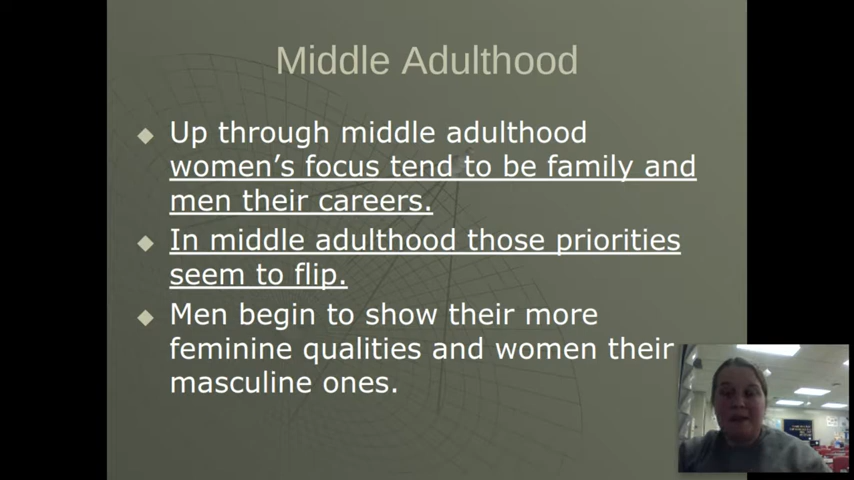 Middle Adulthood
Up through middle adulthood
women's focus tend to be family and
men their careers.
In middle adulthood those priorities
seem to flip.
Men begin to show their more
feminine qualities and women their
masculine ones.